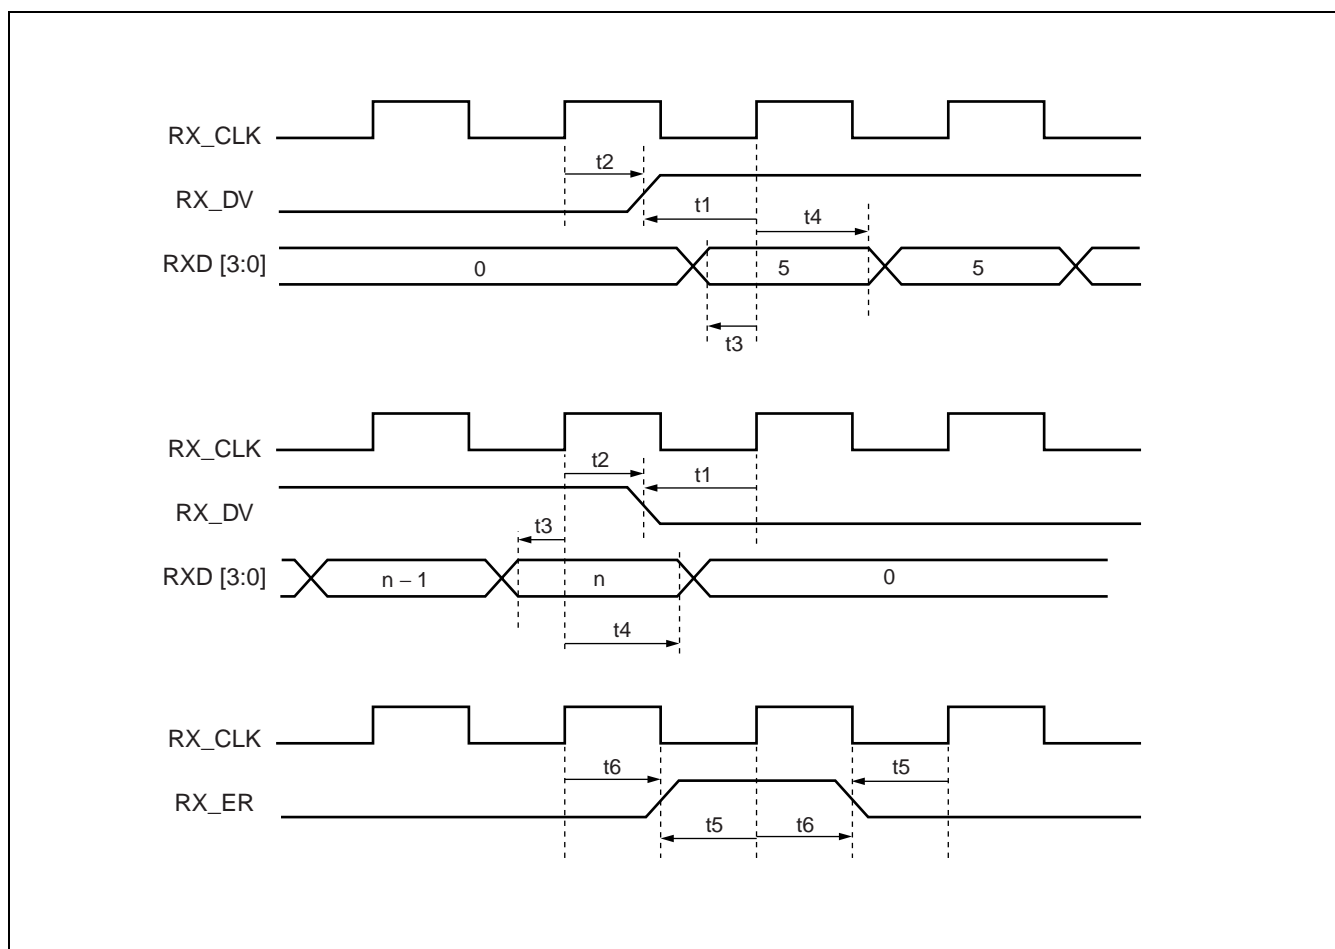 RX_CLK
t2
RX_DV
t1
t4
RXD [3:0]
0
5
5
t3
RX_CLK
t2
t1
RX_DV
t3
RXD [3:0]
n – 1
n
0
t4
RX_CLK
t6
t5
RX_ER
t5
t6